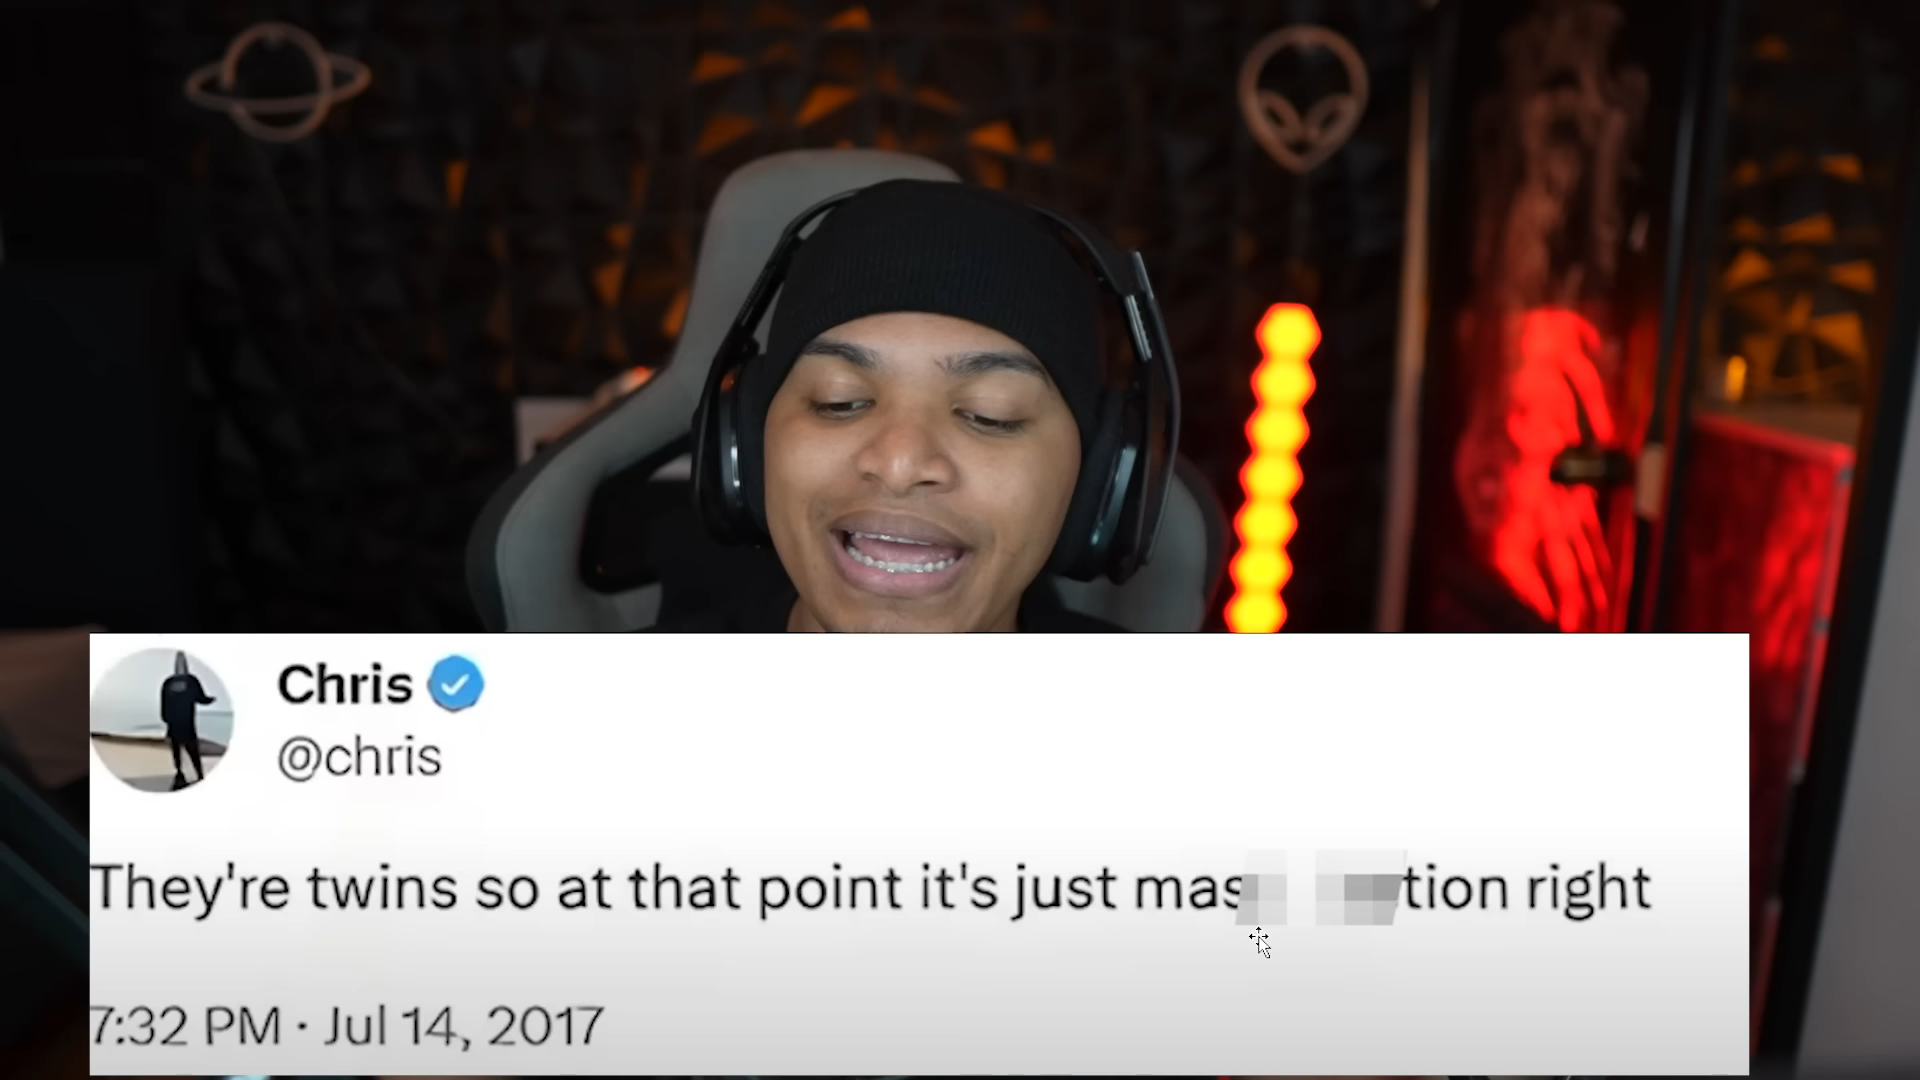 Chris
@chris
They're twins so at that point it's just mas tion right
7:32 PM · Jul 14, 2017